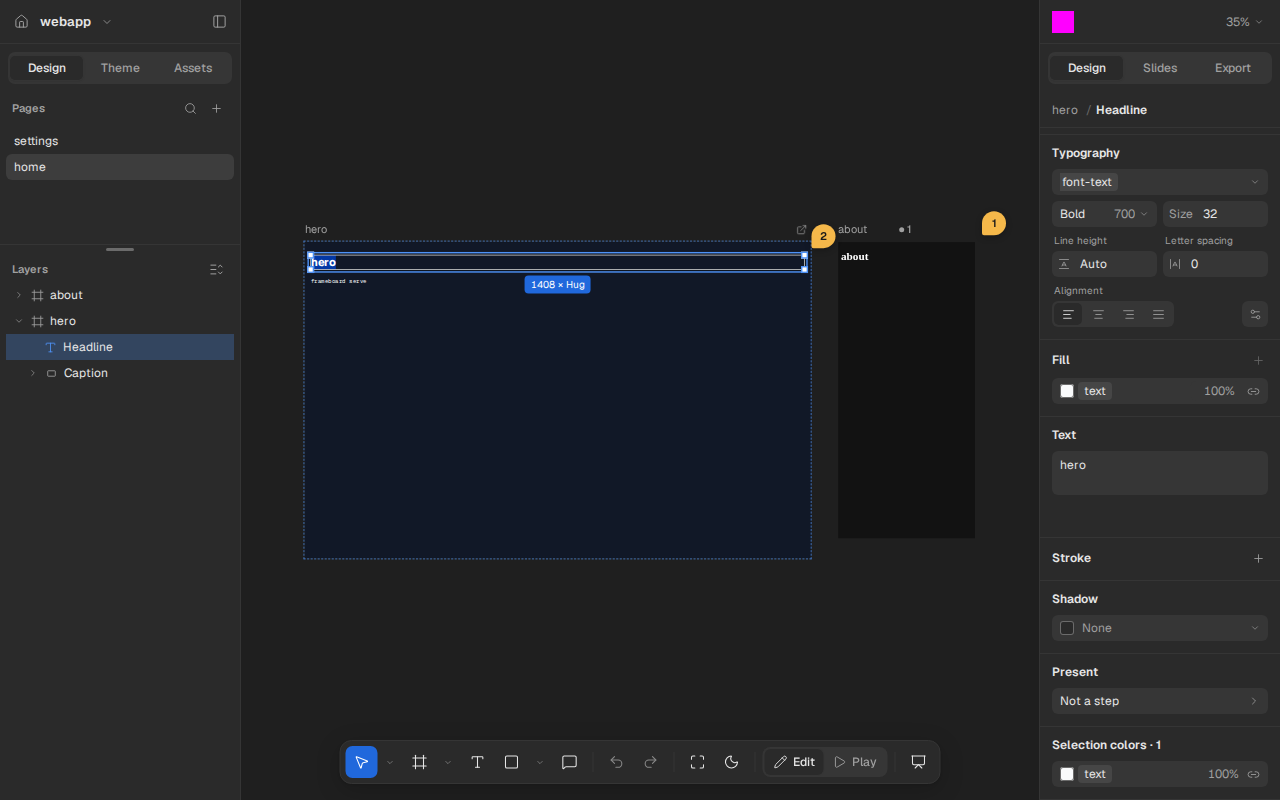 webapp
Design
Theme
Assets
Pages
settings
home
Layers
about
hero
Headline
Caption
hero
2
about
1
1
hero
frameboard serve
1408 × Hug
about
Edit
Play
35%
Design
Slides
Export
hero / Headline
Typography
font-text
Bold 700
Size 32
Line height
Letter spacing
Auto
0
Alignment
Fill
text 100%
Text
hero
Stroke
Shadow
None
Present
Not a step
Selection colors · 1
text 100%